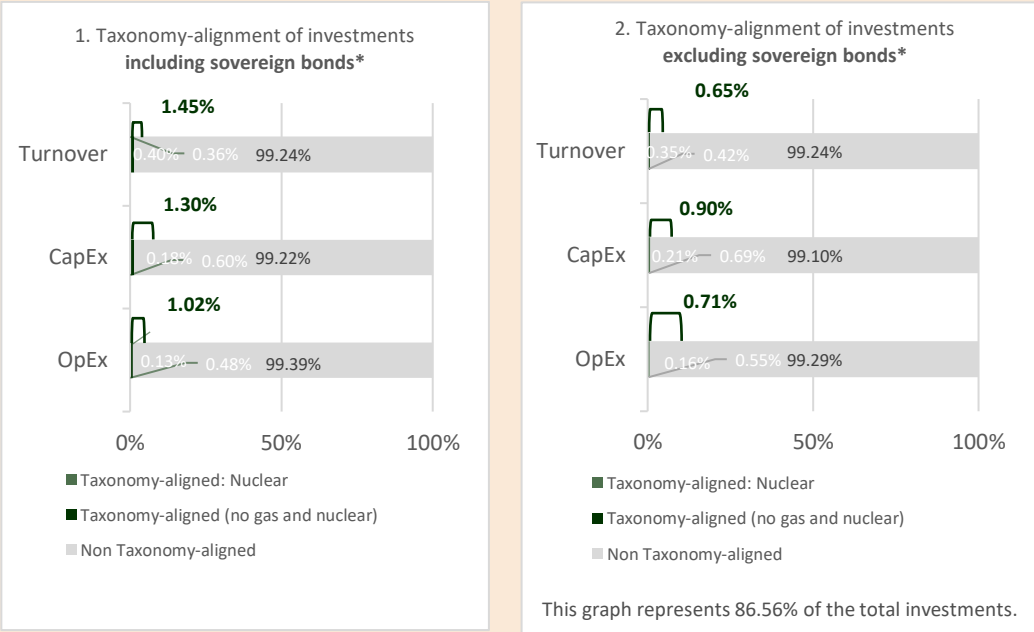 1. Taxonomy-alignment of investments
including sovereign bonds*
1.45%
Turnover
0.40% 0.36% 99.24%
1.30%
CapEx
0.18% 0.60% 99.22%
1.02%
OpEx
0.13% 0.48% 99.39%
0% 50% 100%
Taxonomy-aligned: Nuclear
Taxonomy-aligned (no gas and nuclear)
Non Taxonomy-aligned
2. Taxonomy-alignment of investments
excluding sovereign bonds*
0.65%
Turnover
0.35% 0.42% 99.24%
0.90%
CapEx
0.21% 0.69% 99.10%
0.71%
OpEx
0.16% 0.55% 99.29%
0% 50% 100%
Taxonomy-aligned: Nuclear
Taxonomy-aligned (no gas and nuclear)
Non Taxonomy-aligned
This graph represents 86.56% of the total investments.